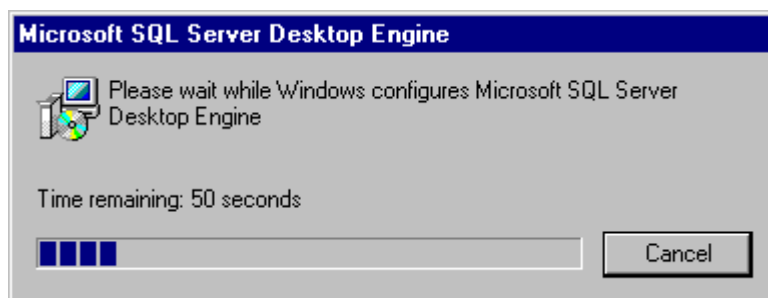 Microsoft SQL Server Desktop Engine
Please wait while Windows configures Microsoft SQL Server
Desktop Engine
Time remaining: 50 seconds
Cancel